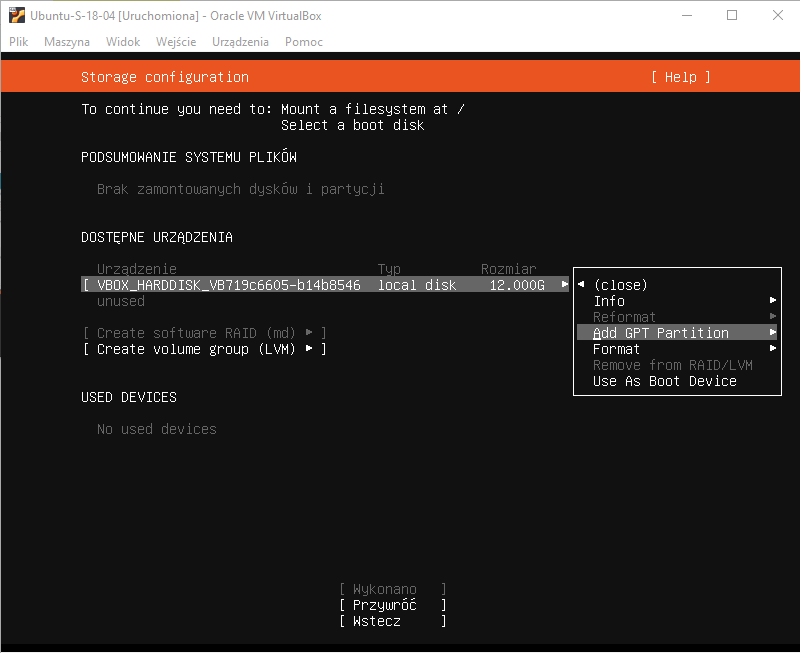 Ubuntu-S-18-04 [Uruchomiona] - Oracle VM VirtualBox
Plik Maszyna Widok Wejście Urządzenia Pomoc
Storage configuration [ Help ]
To continue you need to: Mount a filesystem at /
Select a boot disk
PODSUMOWANIE SYSTEMU PLIKÓW
Brak zamontowanych dysków i partycji
DOSTĘPNE URZĄDZENIA
Urządzenie Typ Rozmiar
[ VBOX_HARDDISK_VB719c6605-b14b8546 local disk 12.000G ▸
unused
[ Create software RAID (md) ▸ ]
[ Create volume group (LVM) ▸ ]
◂ (close)
Info ▸
Reformat ▸
Add GPT Partition ▸
Format ▸
Remove from RAID/LVM
Use As Boot Device
USED DEVICES
No used devices
[ Wykonano ]
[ Przywróć ]
[ Wstecz ]